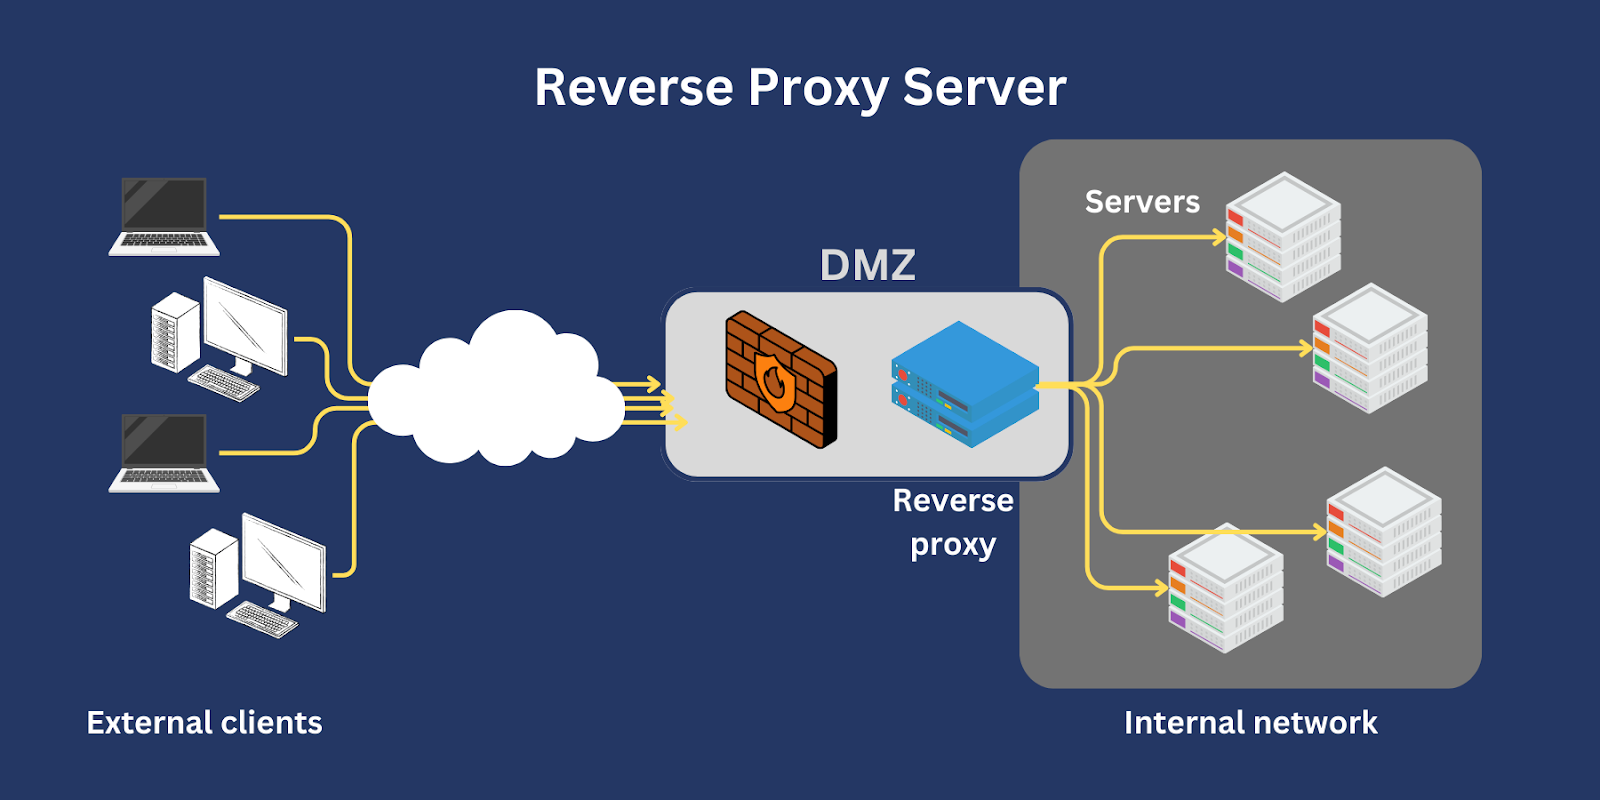 Reverse Proxy Server
Servers
DMZ
Reverse
proxy
External clients
Internal network